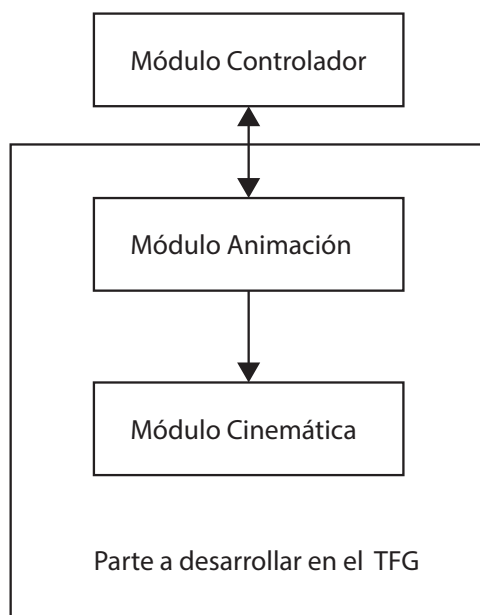 Módulo Controlador
Módulo Animación
Módulo Cinemática
Parte a desarrollar en el TFG